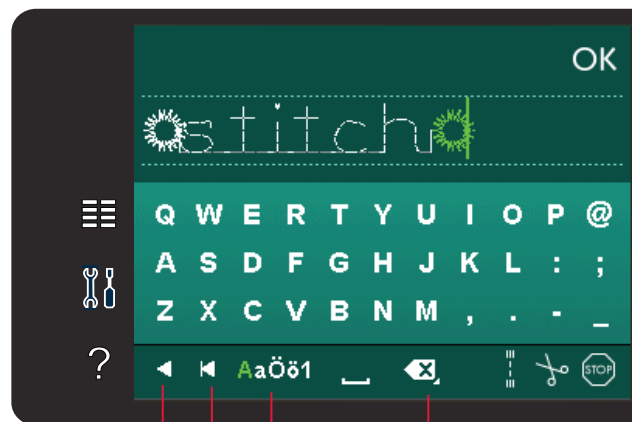 OK
stitch
Q W E R T Y U I O P @
A S D F G H J K L : ;
Z X C V B N M , . - _
?
AaÖö1
STOP